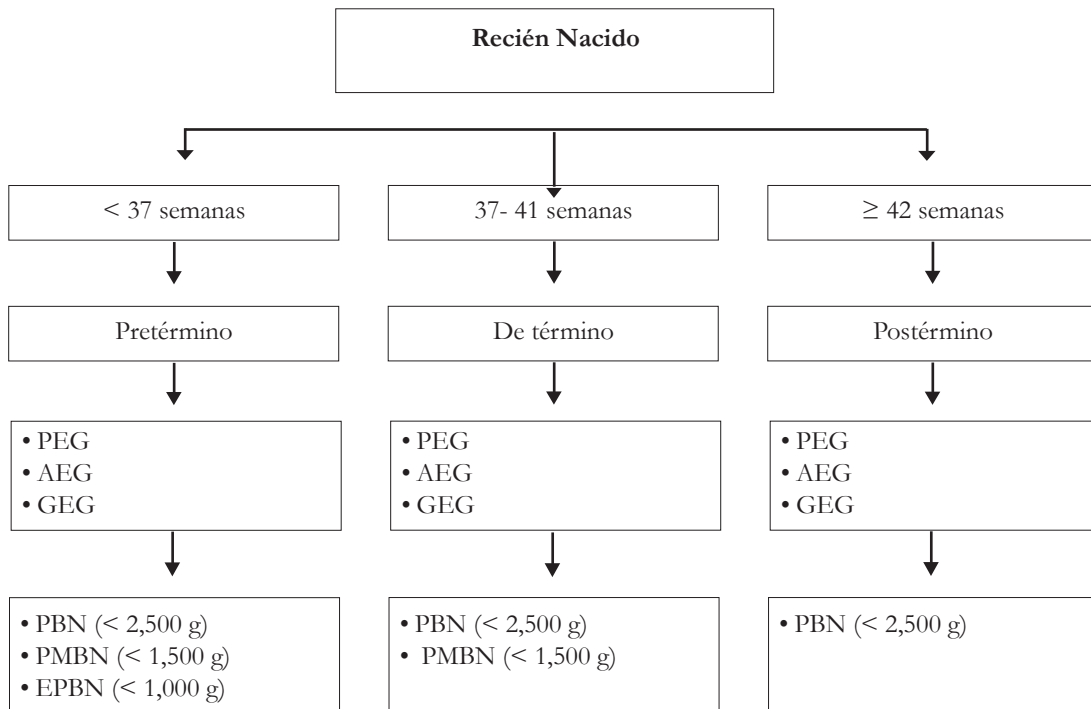 Recién Nacido
< 37 semanas
37- 41 semanas
≥ 42 semanas
Pretérmino
De término
Postérmino
• PEG
• AEG
• GEG
• PEG
• AEG
• GEG
• PEG
• AEG
• GEG
• PBN (< 2,500 g)
• PMBN (< 1,500 g)
• EPBN (< 1,000 g)
• PBN (< 2,500 g)
• PMBN (< 1,500 g)
• PBN (< 2,500 g)